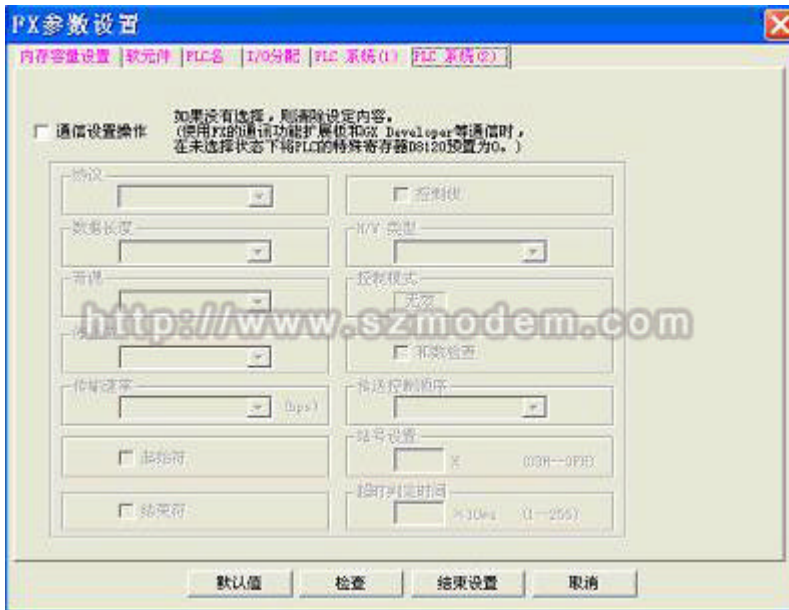 FX参数设置
内存容量设置 软元件 PLC名 I/O分配 PLC 系统(1) PLC 系统(2)
通信设置操作
如果没有选择，则清除设定内容。
(使用FX的通讯功能扩展板和GX Developer等通信时，
在未选择状态下将PLC的特殊寄存器D8120预置为0。)
协议
控制线
数据长度
H/W 类型
奇偶
控制模式
无效
http://www.szmodem.com
和数检查
传输速率
(bps)
传送控制顺序
起始符
站号设置
H (00H--0FH)
结束符
超时判定时间
×10ms (1--255)
默认值 检查 结束设置 取消